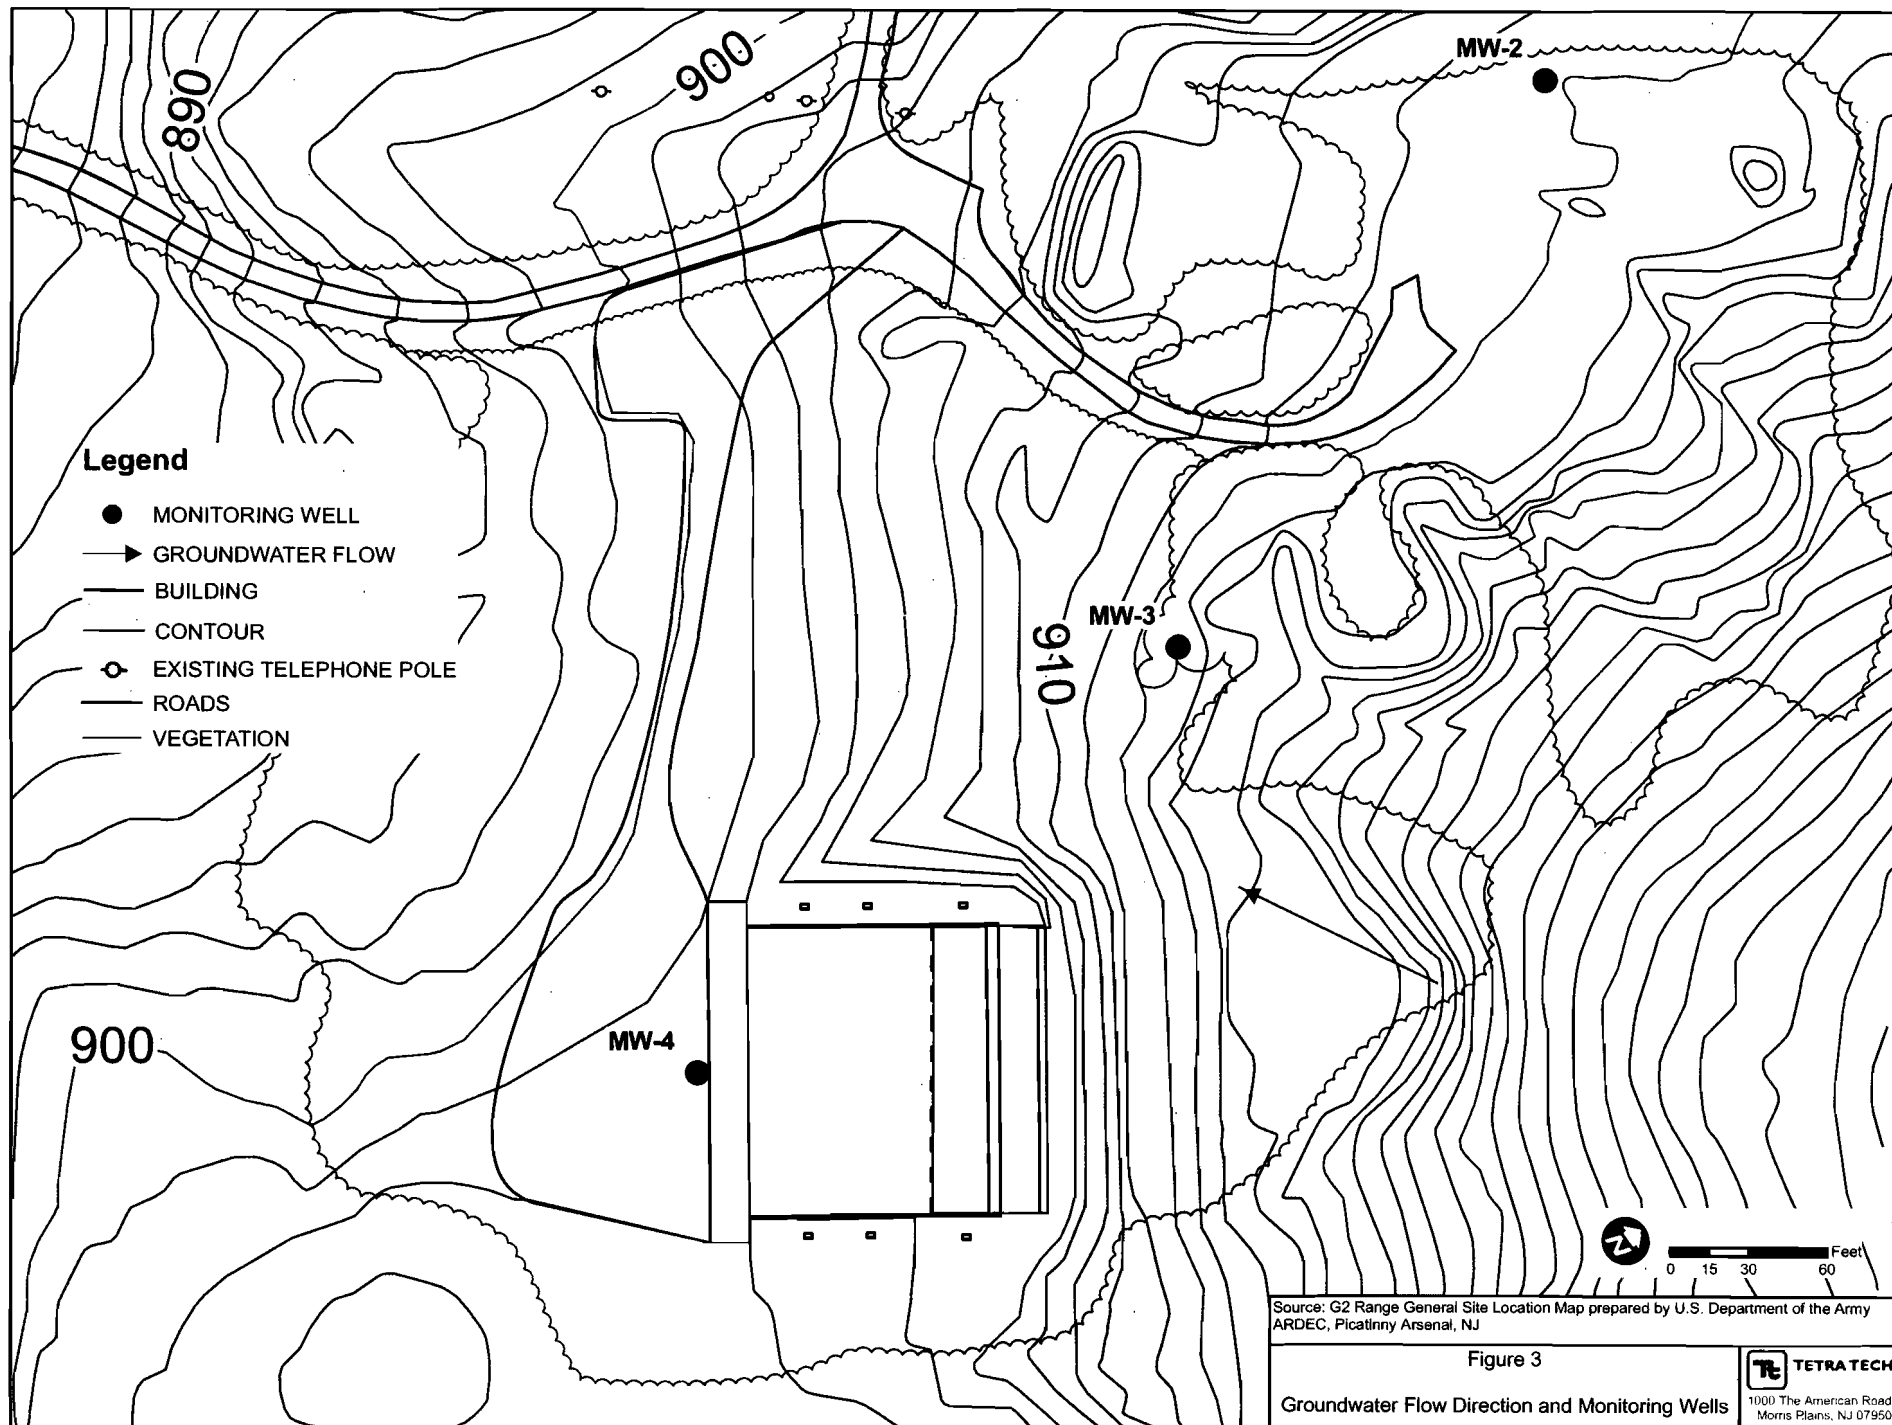 MW-2
900
890
Legend
MONITORING WELL
GROUNDWATER FLOW
BUILDING
CONTOUR
EXISTING TELEPHONE POLE
ROADS
VEGETATION
MW-3
910
MW-4
900
N
Feet
0 15 30 60
Source: G2 Range General Site Location Map prepared by U.S. Department of the Army
ARDEC, Picatinny Arsenal, NJ
Figure 3
Groundwater Flow Direction and Monitoring Wells
Tt TETRA TECH
1000 The American Road
Morris Plains, NJ 07950